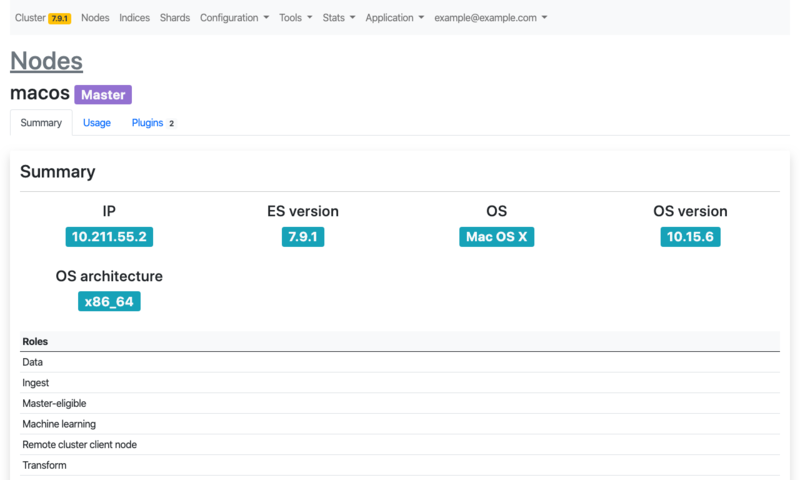 Cluster 7.9.1 Nodes Indices Shards Configuration Tools Stats Application example@example.com
Nodes
macos Master
Summary Usage Plugins 2
Summary
IP ES version OS OS version
10.211.55.2 7.9.1 Mac OS X 10.15.6
OS architecture
x86_64
Roles
Data
Ingest
Master-eligible
Machine learning
Remote cluster client node
Transform